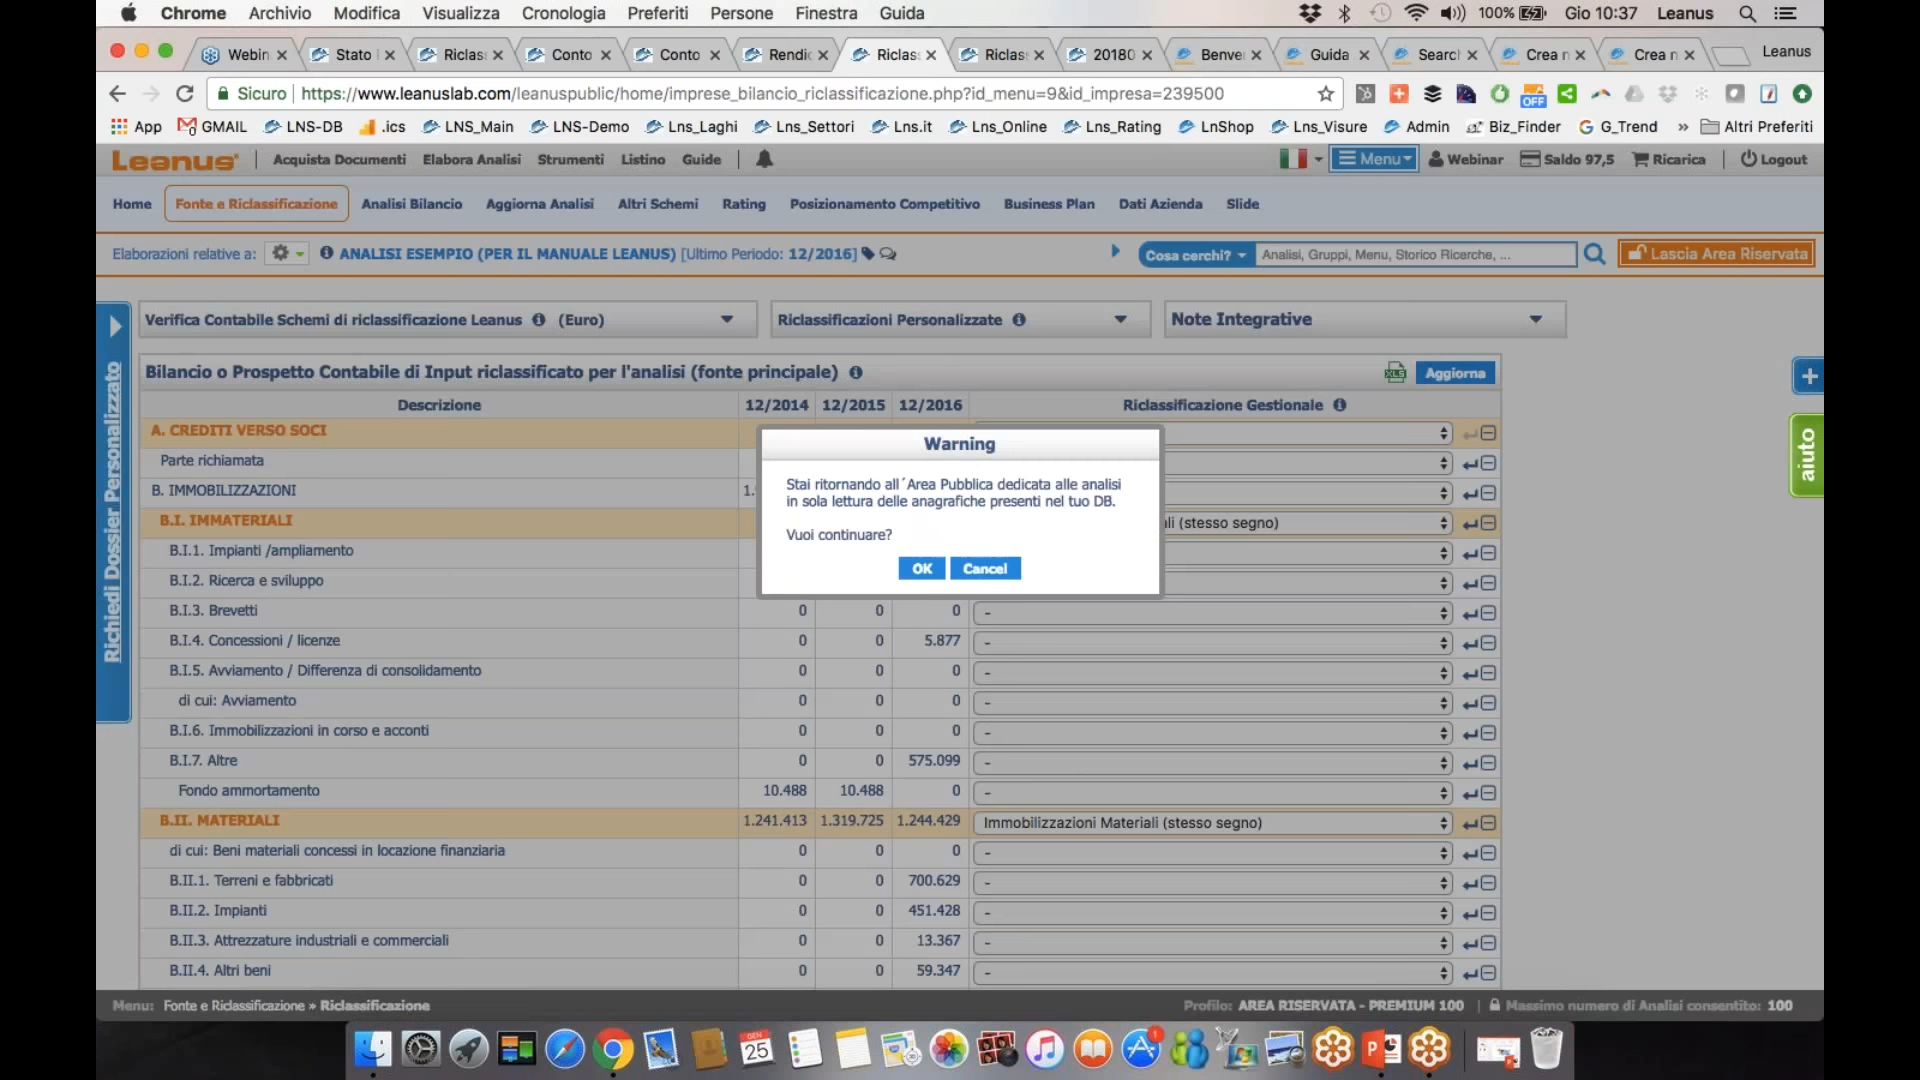 Chrome Archivio Modifica Visualizza Cronologia Preferiti Persone Finestra Guida 100% Gio 10:37 Leanus
Webin Stato Riclas Conto Conto Rendic Riclas Riclas 20180 Benve Guida Search Crea n Crea n Leanus
Sicuro https://www.leanuslab.com/leanuspublic/home/imprese_bilancio_riclassificazione.php?id_menu=9&id_impresa=239500 OFF
App GMAIL LNS-DB .ics LNS_Main LNS-Demo Lns_Laghi Lns_Settori Lns.it Lns_Online Lns_Rating LnShop Lns_Visure Admin Biz_Finder G_Trend » Altri Preferiti
Leanus Acquista Documenti Elabora Analisi Strumenti Listino Guide Menu Webinar Saldo 97,5 Ricarica Logout
Home Fonte e Riclassificazione Analisi Bilancio Aggiorna Analisi Altri Schemi Rating Posizionamento Competitivo Business Plan Dati Azienda Slide
Elaborazioni relative a: ANALISI ESEMPIO (PER IL MANUALE LEANUS) [Ultimo Periodo: 12/2016] Cosa cerchi? Analisi, Gruppi, Menu, Storico Ricerche, ... Lascia Area Riservata
Richiedi Dossier Personalizzato
Verifica Contabile Schemi di riclassificazione Leanus (Euro) Riclassificazioni Personalizzate Note Integrative
Bilancio o Prospetto Contabile di Input riclassificato per l'analisi (fonte principale) XLS Aggiorna
Descrizione 12/2014 12/2015 12/2016 Riclassificazione Gestionale
A. CREDITI VERSO SOCI
Parte richiamata
B. IMMOBILIZZAZIONI 1.
B.I. IMMATERIALI li (stesso segno)
B.I.1. Impianti /ampliamento
B.I.2. Ricerca e sviluppo
B.I.3. Brevetti 0 0 0 -
B.I.4. Concessioni / licenze 0 0 5.877 -
B.I.5. Avviamento / Differenza di consolidamento 0 0 0 -
di cui: Avviamento 0 0 0 -
B.I.6. Immobilizzazioni in corso e acconti 0 0 0 -
B.I.7. Altre 0 0 575.099 -
Fondo ammortamento 10.488 10.488 0 -
B.II. MATERIALI 1.241.413 1.319.725 1.244.429 Immobilizzazioni Materiali (stesso segno)
di cui: Beni materiali concessi in locazione finanziaria 0 0 0 -
B.II.1. Terreni e fabbricati 0 0 700.629 -
B.II.2. Impianti 0 0 451.428 -
B.II.3. Attrezzature industriali e commerciali 0 0 13.367 -
B.II.4. Altri beni 0 0 59.347 -
Warning
Stai ritornando all´Area Pubblica dedicata alle analisi
in sola lettura delle anagrafiche presenti nel tuo DB.
Vuoi continuare?
OK Cancel
+
aiuto
Menu: Fonte e Riclassificazione » Riclassificazione Profilo: AREA RISERVATA - PREMIUM 100 | Massimo numero di Analisi consentito: 100
GEN
25
1